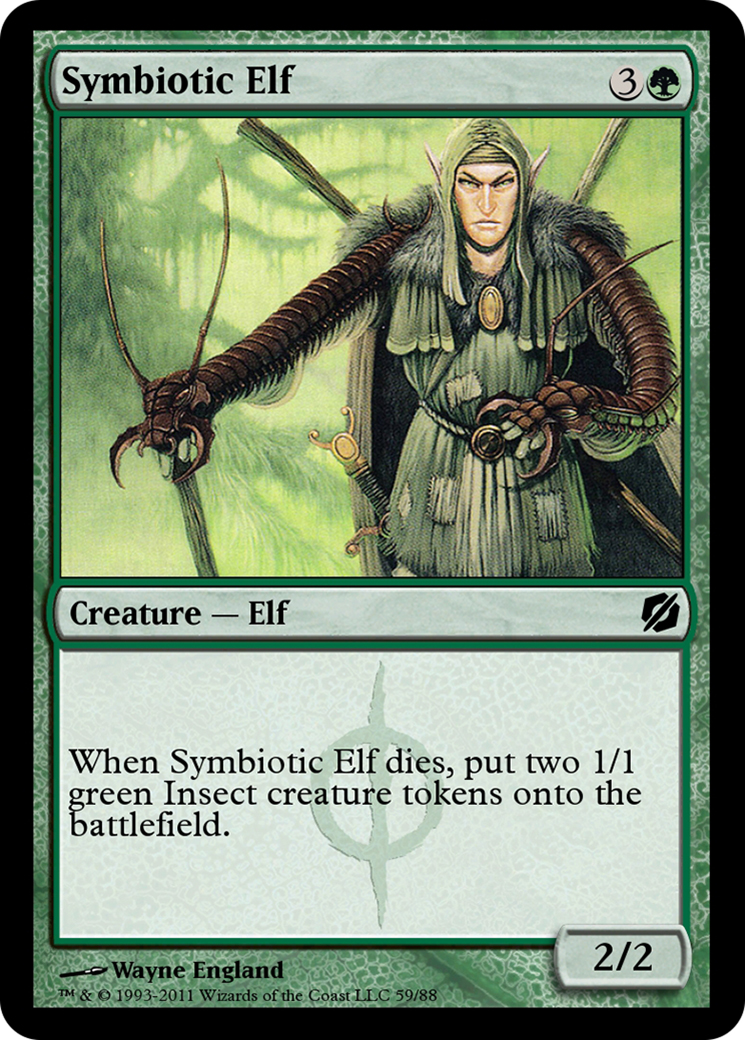 Symbiotic Elf 3
Creature — Elf
When Symbiotic Elf dies, put two 1/1
green Insect creature tokens onto the
battlefield.
2/2
Wayne England
™ & © 1993-2011 Wizards of the Coast LLC 59/88